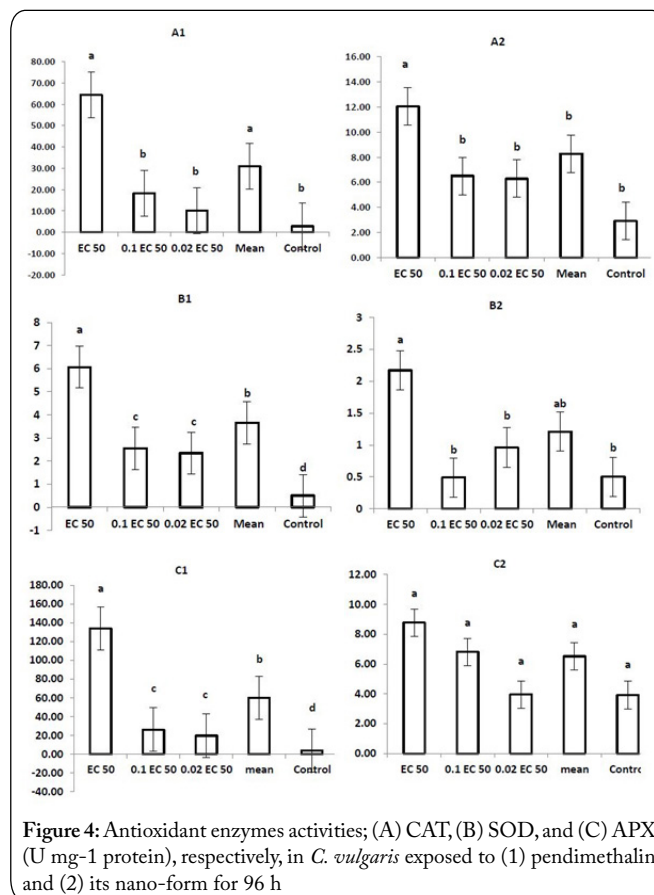 A1
70.00
60.00
50.00
40.00
30.00
20.00
10.00
0.00
-10.00
-20.00
a
b
b
a
b
EC 50 0.1 EC 50 0.02 EC 50 Mean Control
A2
16.00
14.00
12.00
10.00
8.00
6.00
4.00
2.00
0.00
a
b
b
b
b
EC 50 0.1 EC 50 0.02 EC 50 Mean Control
B1
8
7
6
5
4
3
2
1
0
-1
a
c
c
b
d
EC 50 0.1 EC 50 0.02 EC 50 Mean Control
B2
3
2.5
2
1.5
1
0.5
0
a
b
b
ab
b
EC 50 0.1 EC 50 0.02 EC 50 Mean Control
C1
180.00
160.00
140.00
120.00
100.00
80.00
60.00
40.00
20.00
0.00
-20.00
-40.00
a
c
c
b
d
EC 50 0.1 EC 50 0.02 EC 50 mean Control
C2
12.00
10.00
8.00
6.00
4.00
2.00
0.00
a
a
a
a
a
EC 50 0.1 EC 50 0.02 EC 50 mean Contro
Figure 4: Antioxidant enzymes activities; (A) CAT, (B) SOD, and (C) APX
(U mg-1 protein), respectively, in C. vulgaris exposed to (1) pendimethalin
and (2) its nano-form for 96 h